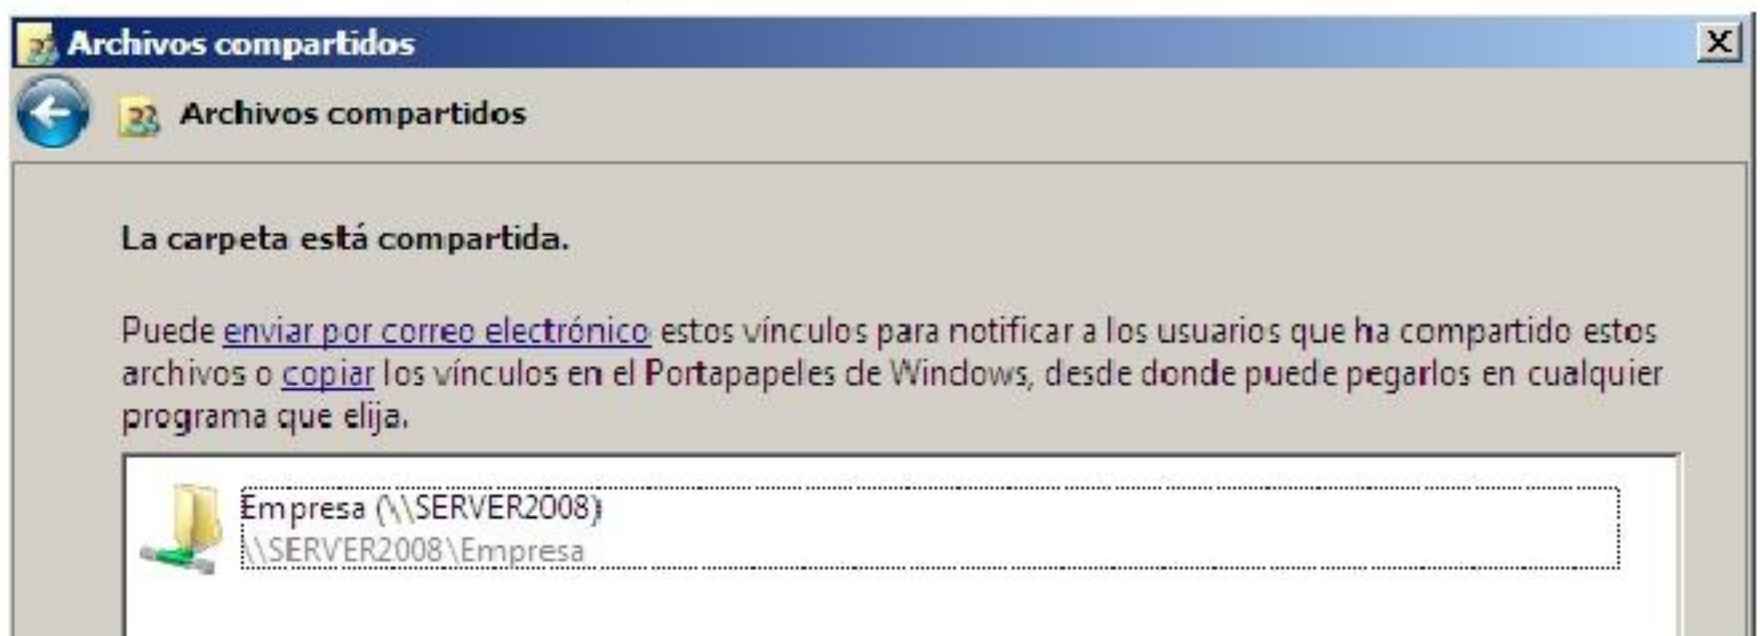 Archivos compartidos
Archivos compartidos
La carpeta está compartida.
Puede enviar por correo electrónico estos vínculos para notificar a los usuarios que ha compartido estos
archivos o copiar los vínculos en el Portapapeles de Windows, desde donde puede pegarlos en cualquier
programa que elija.
Empresa (\\SERVER2008)
\\SERVER2008\Empresa